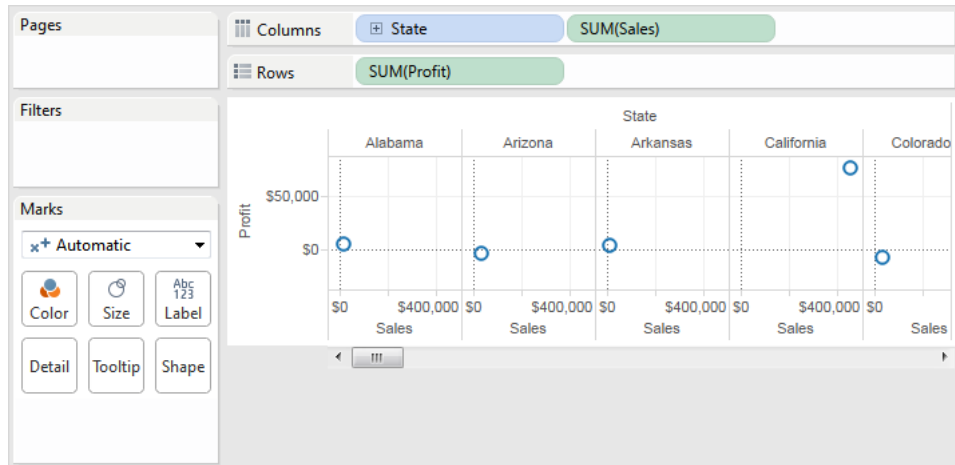 Pages
Columns
State
SUM(Sales)
Rows
SUM(Profit)
Filters
Marks
Automatic
Color
Size
Abc
123
Label
Detail
Tooltip
Shape
State
Alabama Arizona Arkansas California Colorado
Profit
$50,000
$0
$0 $400,000 $0 $400,000 $0 $400,000 $0 $400,000 $0
Sales Sales Sales Sales Sales